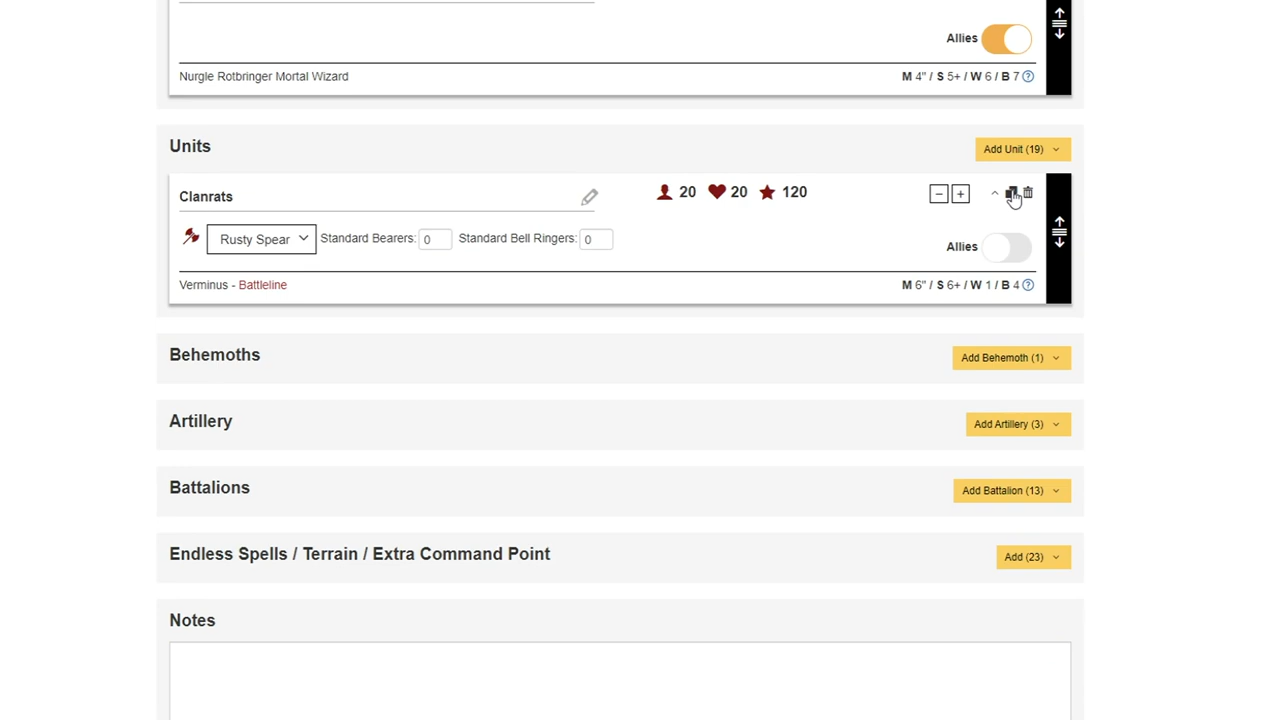 Allies
Nurgle Rotbringer Mortal Wizard
M 4" / S 5+ / W 6 / B 7 ?
Units
Add Unit (19)
Clanrats
20 20 120
- +
Rusty Spear Standard Bearers: 0 Standard Bell Ringers: 0
Allies
Verminus - Battleline
M 6" / S 6+ / W 1 / B 4 ?
Behemoths
Add Behemoth (1)
Artillery
Add Artillery (3)
Battalions
Add Battalion (13)
Endless Spells / Terrain / Extra Command Point
Add (23)
Notes